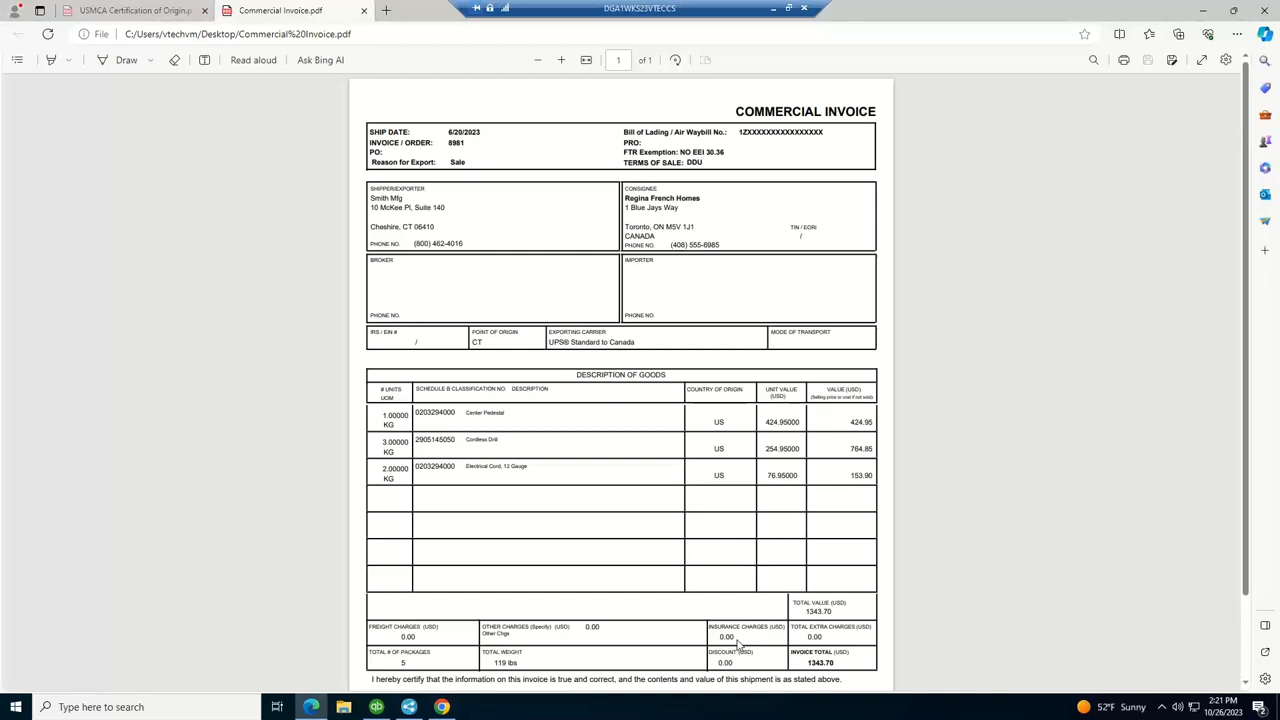 DGA1WKS23VTECCS
USMCA Certification of Origin.p
Commercial Invoice.pdf
File C:/Users/vtechvm/Desktop/Commercial%20Invoice.pdf
Draw Read aloud Ask Bing AI 1 of 1
COMMERCIAL INVOICE
SHIP DATE: 6/20/2023 Bill of Lading / Air Waybill No.: 1ZXXXXXXXXXXXXXXXX
INVOICE / ORDER: 8981 PRO:
PO: FTR Exemption: NO EEI 30.36
Reason for Export: Sale TERMS OF SALE: DDU
SHIPPER/EXPORTER
Smith Mfg
10 McKee Pl, Suite 140
Cheshire, CT 06410
PHONE NO. (800) 462-4016
CONSIGNEE
Regina French Homes
1 Blue Jays Way
Toronto, ON M5V 1J1 TIN / EORI
CANADA /
PHONE NO. (408) 555-6985
BROKER
PHONE NO.
IMPORTER
PHONE NO.
IRS / EIN # POINT OF ORIGIN EXPORTING CARRIER MODE OF TRANSPORT
/ CT UPS® Standard to Canada
DESCRIPTION OF GOODS
# UNITS SCHEDULE B CLASSIFICATION NO. DESCRIPTION COUNTRY OF ORIGIN UNIT VALUE VALUE (USD)
UOM (USD) (Selling price or cost if not sold)
1.00000 0203294000 Center Pedestal
KG US 424.95000 424.95
3.00000 2905145050 Cordless Drill
KG US 254.95000 764.85
2.00000 0203294000 Electrical Cord, 12 Gauge
KG US 76.95000 153.90
TOTAL VALUE (USD)
1343.70
FREIGHT CHARGES (USD) OTHER CHARGES (Specify) (USD) 0.00 INSURANCE CHARGES (USD) TOTAL EXTRA CHARGES (USD)
0.00 Other Chgs 0.00 0.00
TOTAL # OF PACKAGES TOTAL WEIGHT DISCOUNT (USD) INVOICE TOTAL (USD)
5 119 lbs 0.00 1343.70
I hereby certify that the information on this invoice is true and correct, and the contents and value of this shipment is as stated above.
Type here to search
52°F Sunny
2:21 PM
10/26/2023